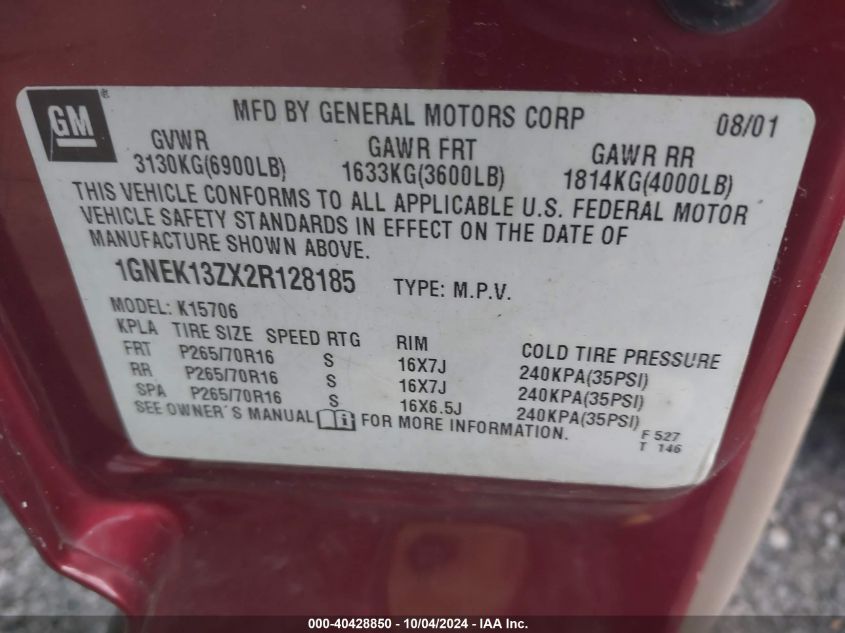 GM
MFD BY GENERAL MOTORS CORP 08/01
GVWR GAWR FRT GAWR RR
3130KG(6900LB) 1633KG(3600LB) 1814KG(4000LB)
THIS VEHICLE CONFORMS TO ALL APPLICABLE U.S. FEDERAL MOTOR
VEHICLE SAFETY STANDARDS IN EFFECT ON THE DATE OF
MANUFACTURE SHOWN ABOVE.
1GNEK13ZX2R128185 TYPE: M.P.V.
MODEL: K15706
KPLA TIRE SIZE SPEED RTG RIM COLD TIRE PRESSURE
FRT P265/70R16 S 16X7J 240KPA(35PSI)
RR P265/70R16 S 16X7J 240KPA(35PSI)
SPA P265/70R16 S 16X6.5J 240KPA(35PSI)
SEE OWNER'S MANUAL FOR MORE INFORMATION.
F 527
T 146
000-40428850 - 10/04/2024 - IAA Inc.